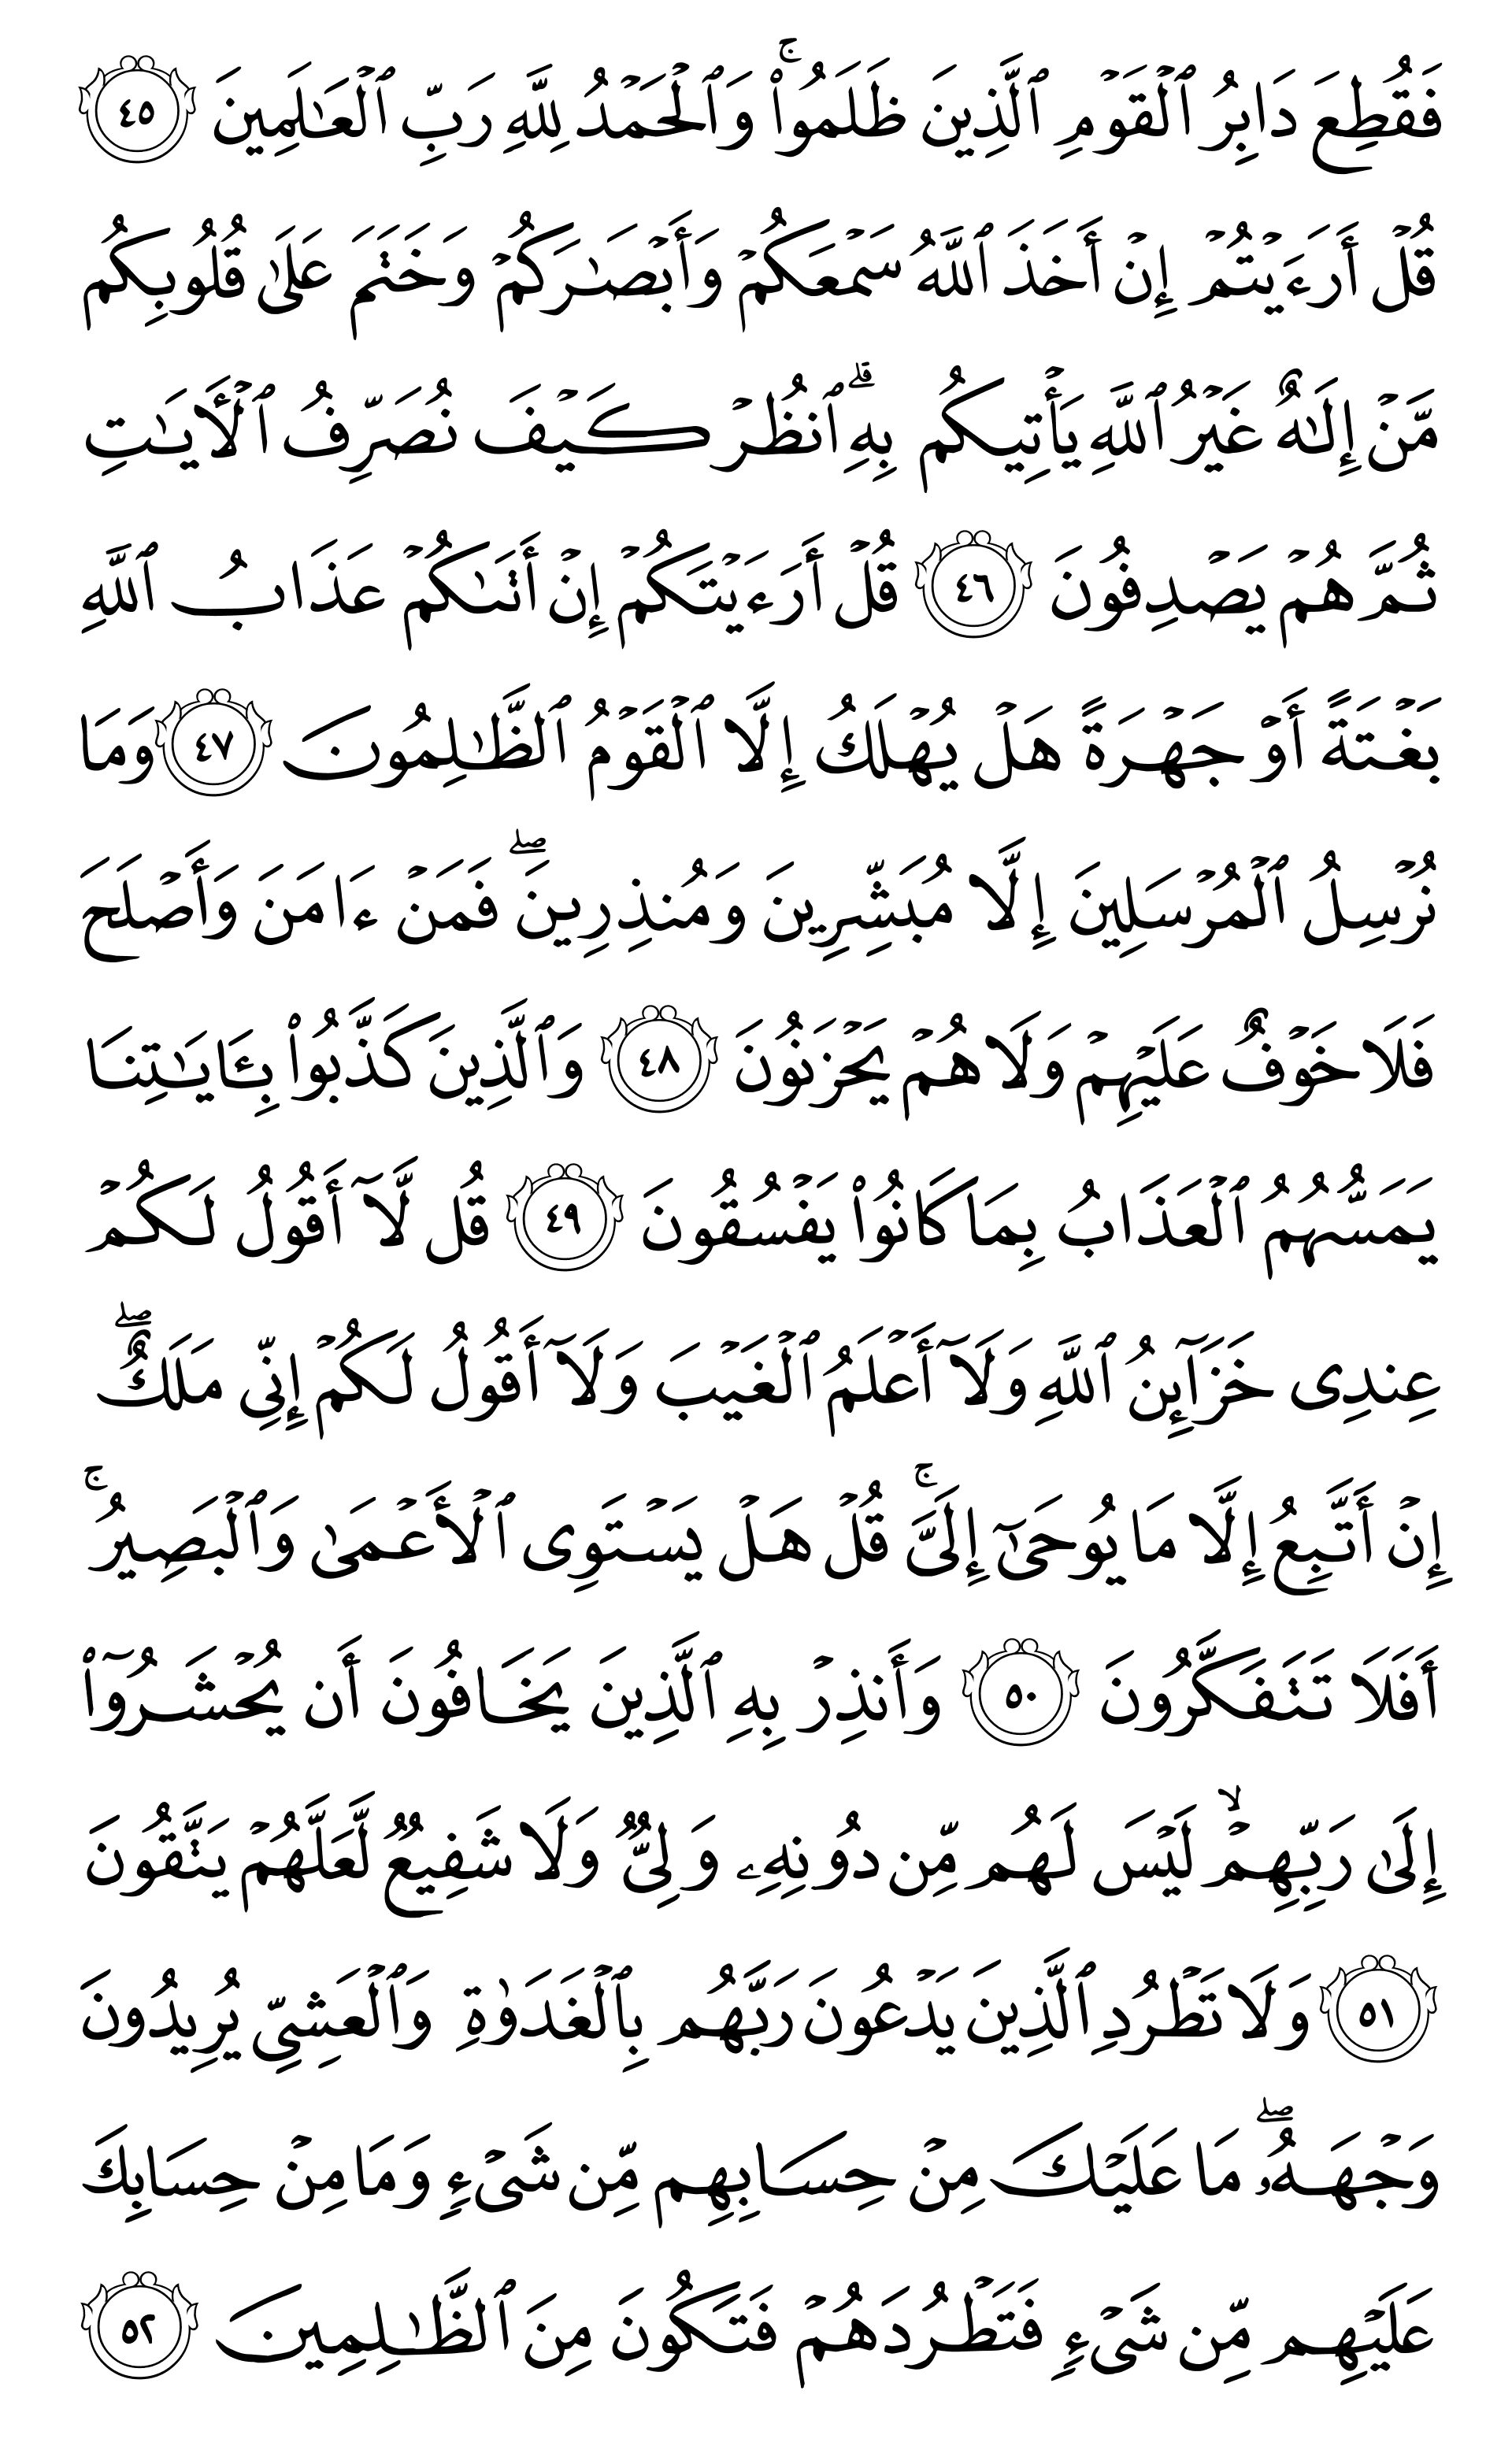 فَقُطِعَ دَابِرُ ٱلْقَوْمِ ٱلَّذِينَ ظَلَمُوا۟ ۚ وَٱلْحَمْدُ لِلَّهِ رَبِّ ٱلْعَـٰلَمِينَ ٤٥
قُلْ أَرَءَيْتُمْ إِنْ أَخَذَ ٱللَّهُ سَمْعَكُمْ وَأَبْصَـٰرَكُمْ وَخَتَمَ عَلَىٰ قُلُوبِكُم
مَّنْ إِلَـٰهٌ غَيْرُ ٱللَّهِ يَأْتِيكُم بِهِ ۗ ٱنظُرْ كَيْفَ نُصَرِّفُ ٱلْـَٔايَـٰتِ
ثُمَّ هُمْ يَصْدِفُونَ ٤٦ قُلْ أَرَءَيْتَكُمْ إِنْ أَتَىٰكُمْ عَذَابُ ٱللَّهِ
بَغْتَةً أَوْ جَهْرَةً هَلْ يُهْلَكُ إِلَّا ٱلْقَوْمُ ٱلظَّـٰلِمُونَ ٤٧ وَمَا
نُرْسِلُ ٱلْمُرْسَلِينَ إِلَّا مُبَشِّرِينَ وَمُنذِرِينَ ۖ فَمَنْ ءَامَنَ وَأَصْلَحَ
فَلَا خَوْفٌ عَلَيْهِمْ وَلَا هُمْ يَحْزَنُونَ ٤٨ وَٱلَّذِينَ كَذَّبُوا۟ بِـَٔايَـٰتِنَا
يَمَسُّهُمُ ٱلْعَذَابُ بِمَا كَانُوا۟ يَفْسُقُونَ ٤٩ قُل لَّآ أَقُولُ لَكُمْ
عِندِى خَزَآئِنُ ٱللَّهِ وَلَآ أَعْلَمُ ٱلْغَيْبَ وَلَآ أَقُولُ لَكُمْ إِنِّى مَلَكٌ ۖ
إِنْ أَتَّبِعُ إِلَّا مَا يُوحَىٰٓ إِلَىَّ ۚ قُلْ هَلْ يَسْتَوِى ٱلْأَعْمَىٰ وَٱلْبَصِيرُ ۚ
أَفَلَا تَتَفَكَّرُونَ ٥٠ وَأَنذِرْ بِهِ ٱلَّذِينَ يَخَافُونَ أَن يُحْشَرُوٓا۟
إِلَىٰ رَبِّهِمْ ۙ لَيْسَ لَهُم مِّن دُونِهِۦ وَلِىٌّ وَلَا شَفِيعٌ لَّعَلَّهُمْ يَتَّقُونَ
٥١ وَلَا تَطْرُدِ ٱلَّذِينَ يَدْعُونَ رَبَّهُم بِٱلْغَدَوٰةِ وَٱلْعَشِىِّ يُرِيدُونَ
وَجْهَهُۥ ۖ مَا عَلَيْكَ مِنْ حِسَابِهِم مِّن شَىْءٍ وَمَا مِنْ حِسَابِكَ
عَلَيْهِم مِّن شَىْءٍ فَتَطْرُدَهُمْ فَتَكُونَ مِنَ ٱلظَّـٰلِمِينَ ٥٢